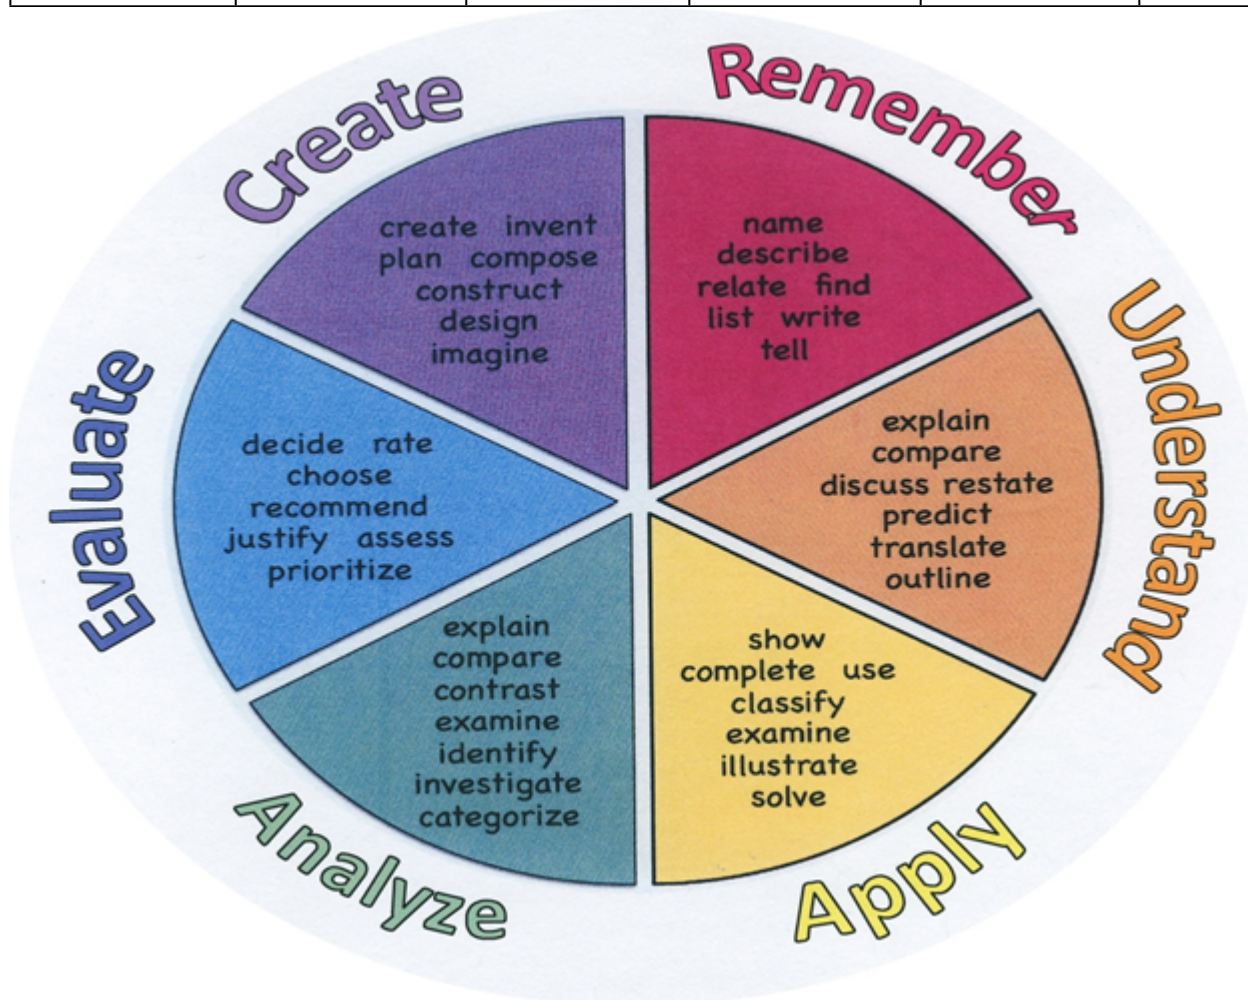 Remember
name
describe
relate find
list write
tell
Understand
explain
compare
discuss restate
predict
translate
outline
Apply
show
complete use
classify
examine
illustrate
solve
Analyze
explain
compare
contrast
examine
identify
investigate
categorize
Evaluate
decide rate
choose
recommend
justify assess
prioritize
Create
create invent
plan compose
construct
design
imagine